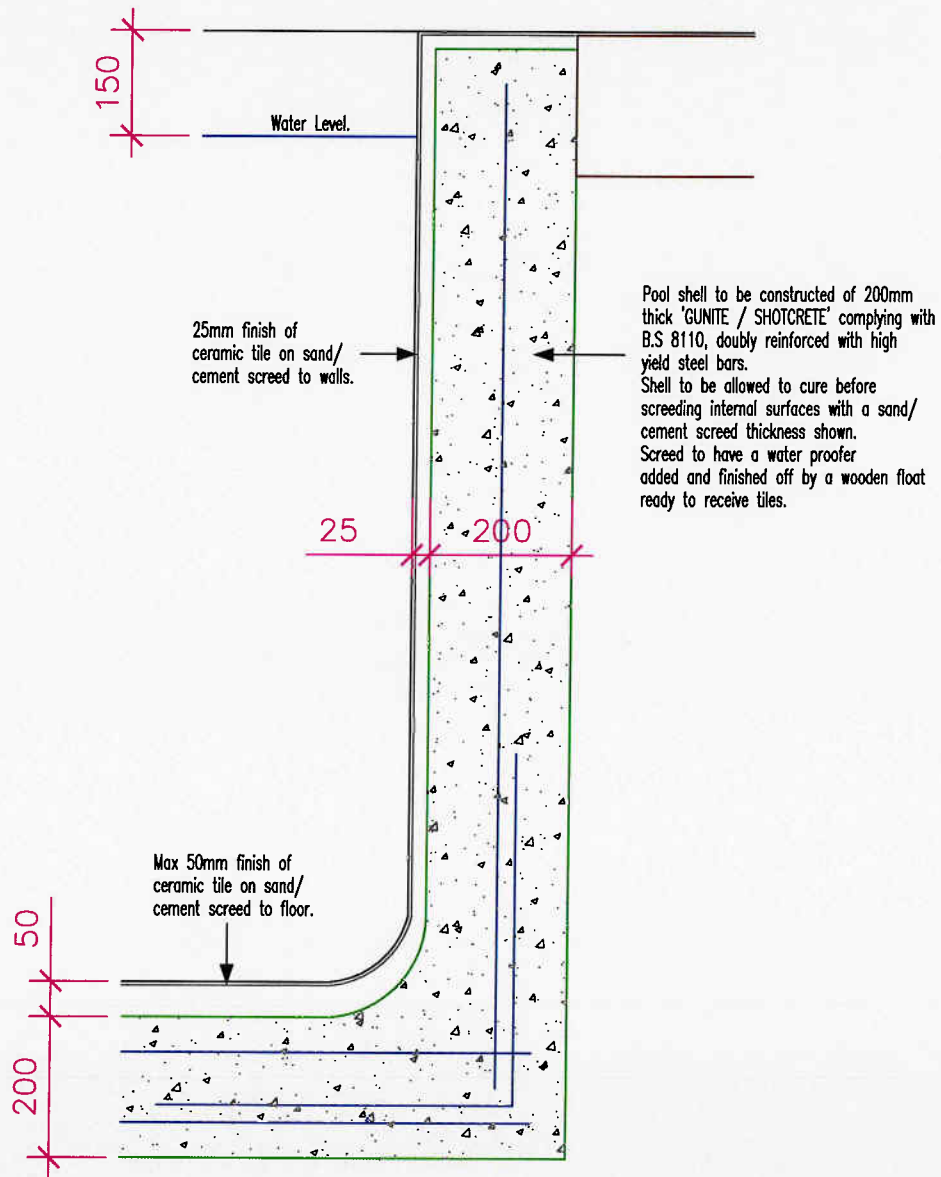 150
Water Level.
25mm finish of
ceramic tile on sand/
cement screed to walls.
Pool shell to be constructed of 200mm
thick 'GUNITE / SHOTCRETE' complying with
B.S 8110, doubly reinforced with high
yield steel bars.
Shell to be allowed to cure before
screeding internal surfaces with a sand/
cement screed thickness shown.
Screed to have a water proofer
added and finished off by a wooden float
ready to receive tiles.
25
200
Max 50mm finish of
ceramic tile on sand/
cement screed to floor.
50
200